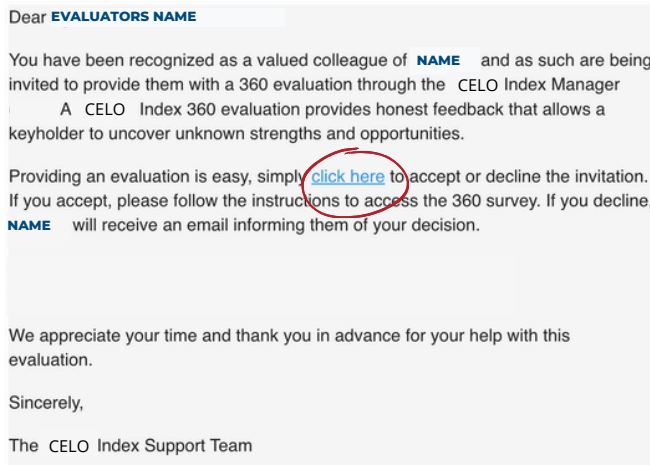 Dear EVALUATORS NAME
You have been recognized as a valued colleague of NAME and as such are being
invited to provide them with a 360 evaluation through the CELO Index Manager
A CELO Index 360 evaluation provides honest feedback that allows a
keyholder to uncover unknown strengths and opportunities.
Providing an evaluation is easy, simply click here to accept or decline the invitation.
If you accept, please follow the instructions to access the 360 survey. If you decline,
NAME will receive an email informing them of your decision.
We appreciate your time and thank you in advance for your help with this
evaluation.
Sincerely,
The CELO Index Support Team